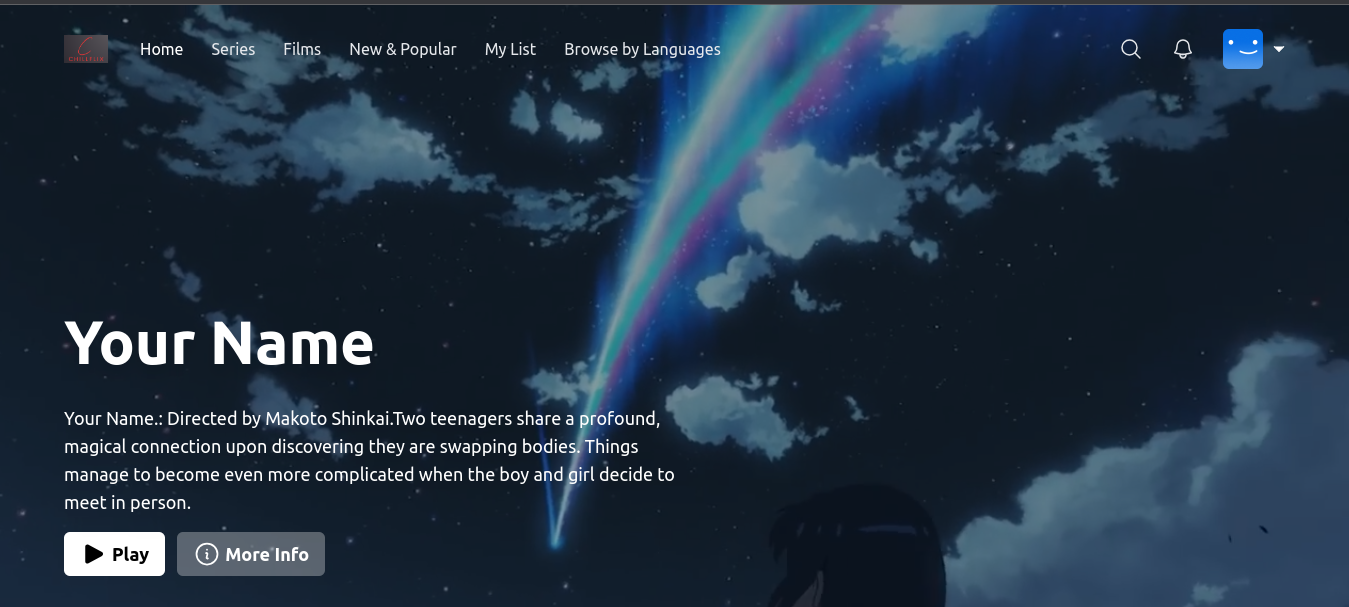 CHILLFLIX
Home Series Films New & Popular My List Browse by Languages
Your Name
Your Name.: Directed by Makoto Shinkai.Two teenagers share a profound,
magical connection upon discovering they are swapping bodies. Things
manage to become even more complicated when the boy and girl decide to
meet in person.
Play More Info